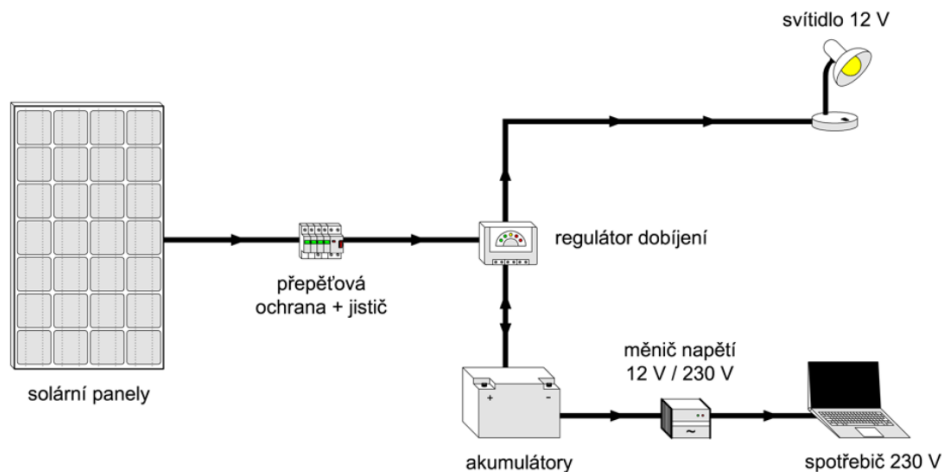 svítidlo 12 V
regulátor dobíjení
přepěťová
ochrana + jistič
solární panely
měnič napětí
12 V / 230 V
+ −
~
akumulátory
spotřebič 230 V